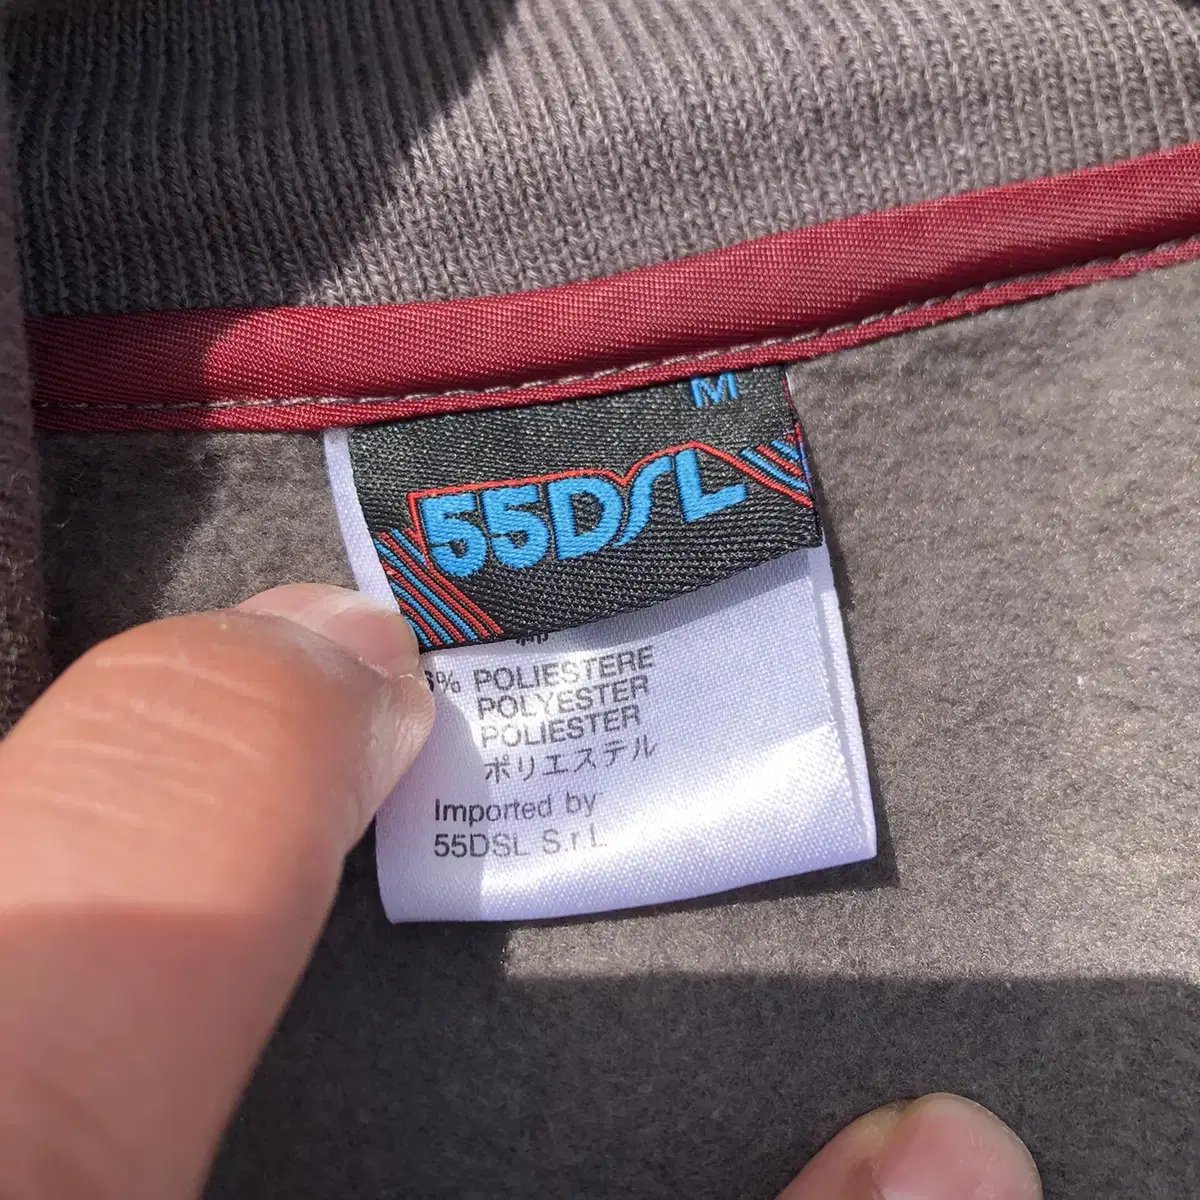 M
55DSL
% POLIESTERE
POLYESTER
POLIESTER
ポリエステル
Imported by
55DSL S.r.L